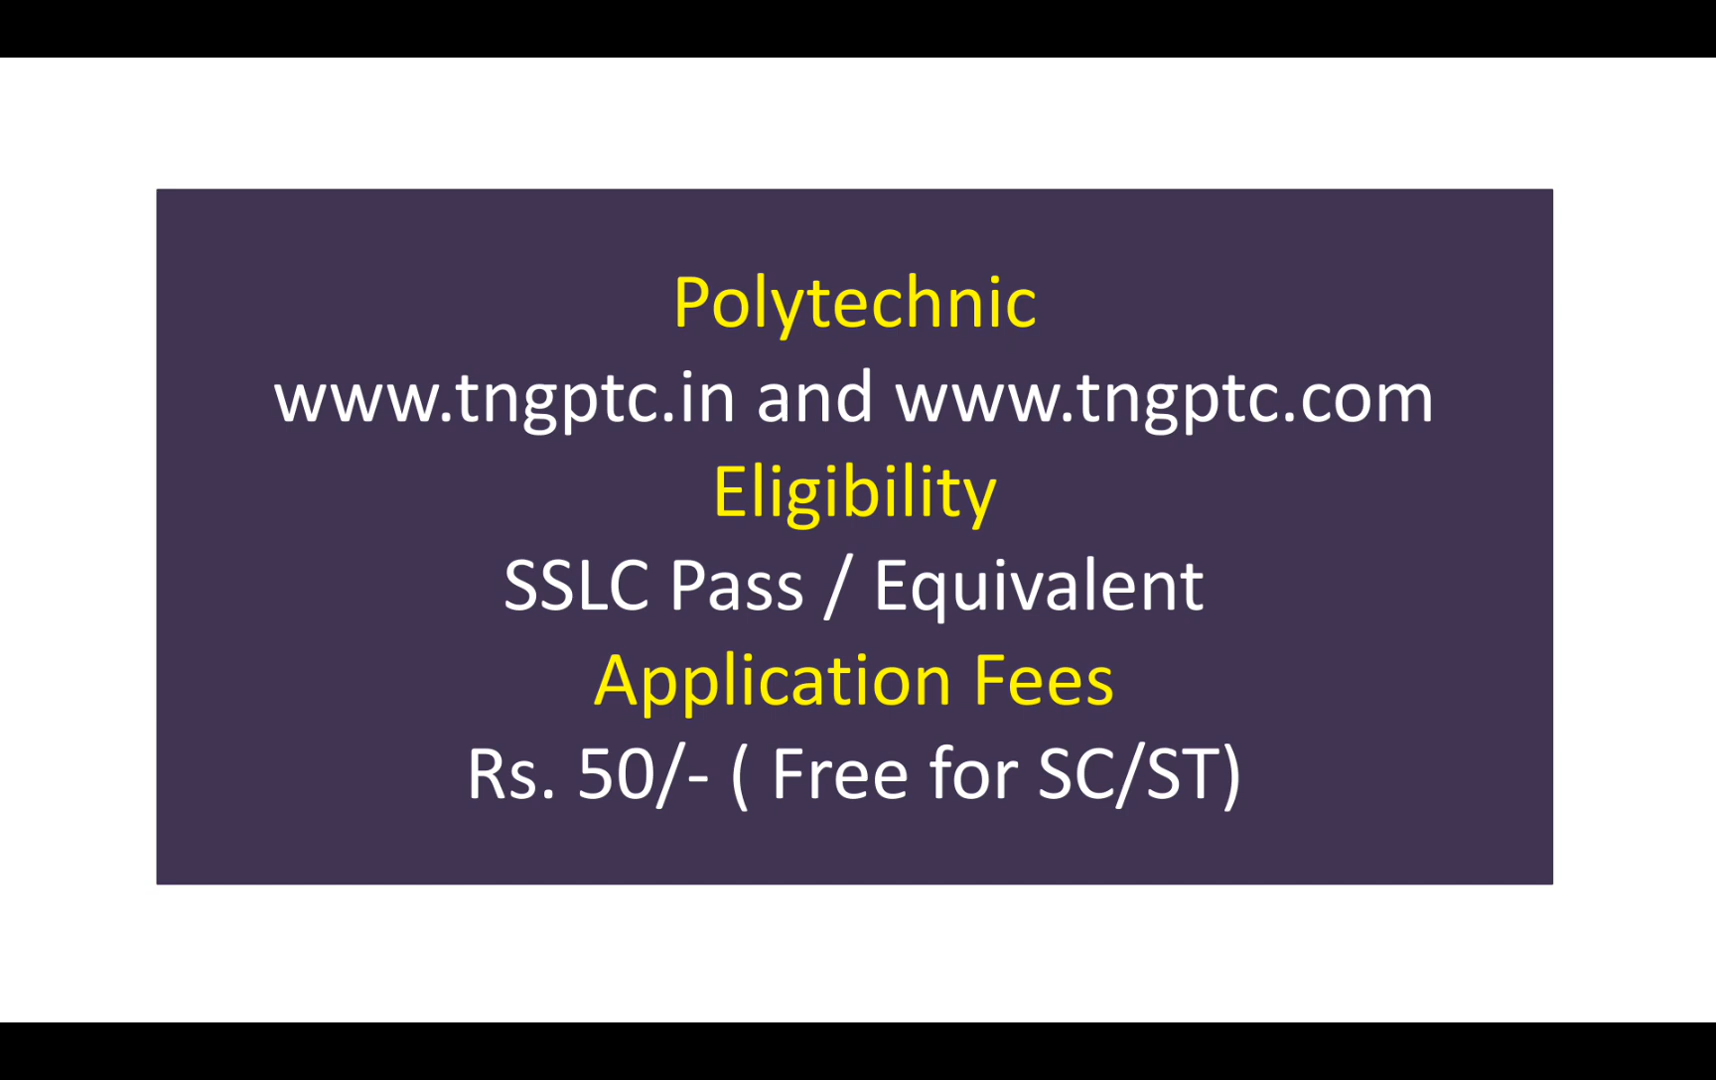 Polytechnic
www.tngptc.in and www.tngptc.com
Eligibility
SSLC Pass / Equivalent
Application Fees
Rs. 50/- ( Free for SC/ST)